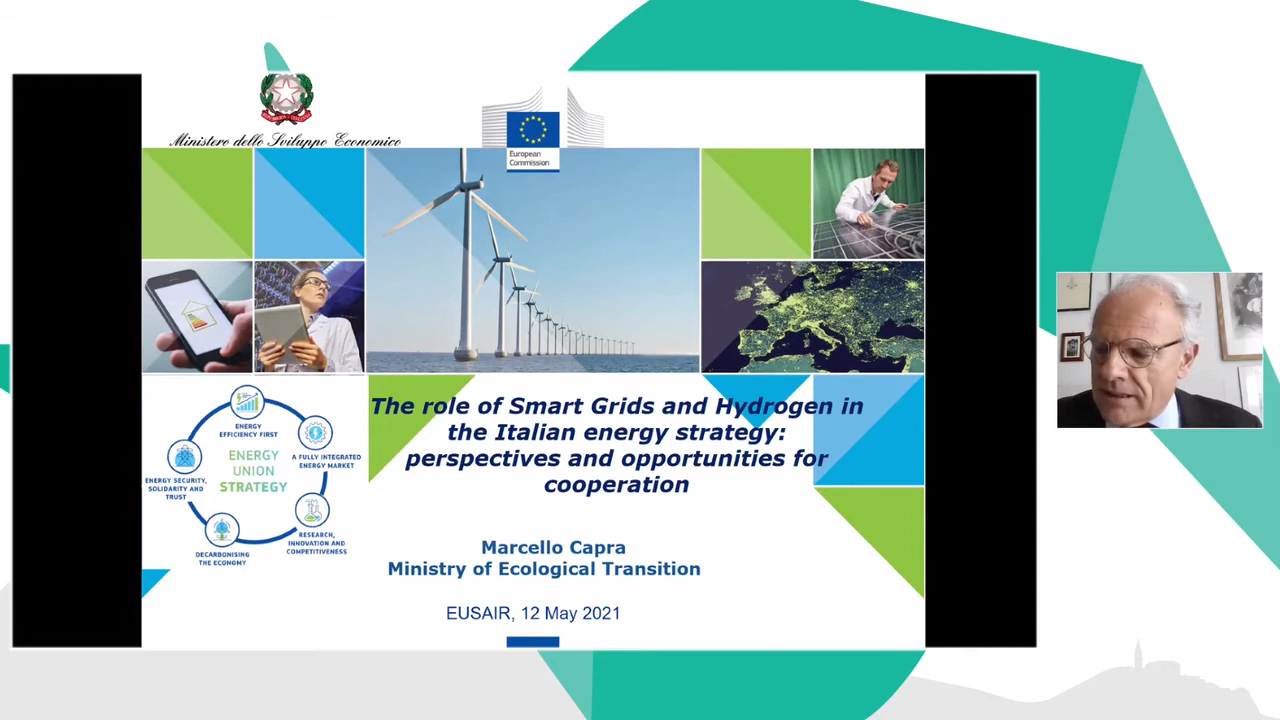 Ministero dello Sviluppo Economico
European
Commission
ENERGY
EFFICIENCY FIRST
A FULLY INTEGRATED
ENERGY MARKET
ENERGY
UNION
STRATEGY
ENERGY SECURITY,
SOLIDARITY AND
TRUST
RESEARCH,
INNOVATION AND
COMPETITIVENESS
DECARBONISING
THE ECONOMY
The role of Smart Grids and Hydrogen in
the Italian energy strategy:
perspectives and opportunities for
cooperation
Marcello Capra
Ministry of Ecological Transition
EUSAIR, 12 May 2021